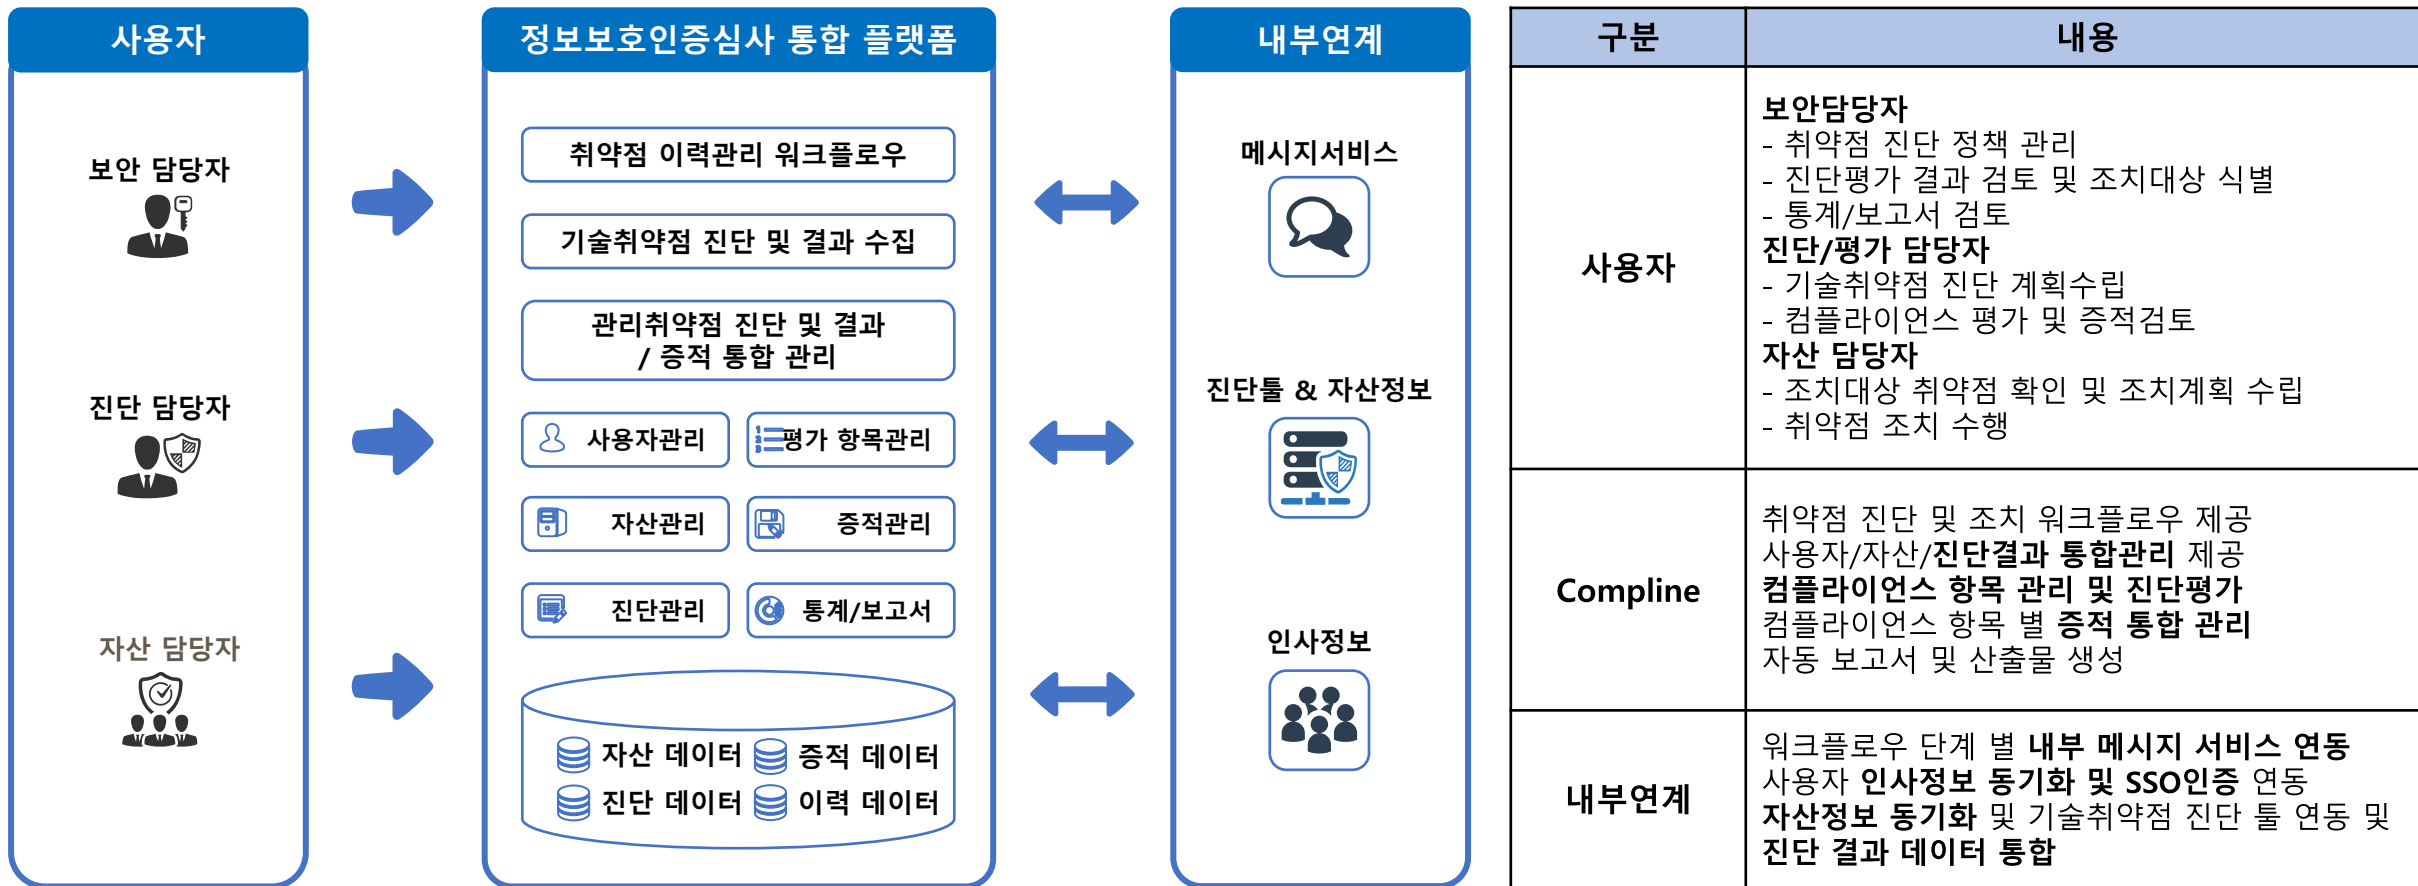 사용자
보안 담당자
진단 담당자
자산 담당자
정보보호인증심사 통합 플랫폼
취약점 이력관리 워크플로우
기술취약점 진단 및 결과 수집
관리취약점 진단 및 결과
/ 증적 통합 관리
사용자관리
평가 항목관리
자산관리
증적관리
진단관리
통계/보고서
자산 데이터
증적 데이터
진단 데이터
이력 데이터
내부연계
메시지서비스
진단툴 & 자산정보
인사정보
구분
내용
사용자
보안담당자
- 취약점 진단 정책 관리
- 진단평가 결과 검토 및 조치대상 식별
- 통계/보고서 검토
진단/평가 담당자
- 기술취약점 진단 계획수립
- 컴플라이언스 평가 및 증적검토
자산 담당자
- 조치대상 취약점 확인 및 조치계획 수립
- 취약점 조치 수행
Compline
취약점 진단 및 조치 워크플로우 제공
사용자/자산/진단결과 통합관리 제공
컴플라이언스 항목 관리 및 진단평가
컴플라이언스 항목 별 증적 통합 관리
자동 보고서 및 산출물 생성
내부연계
워크플로우 단계 별 내부 메시지 서비스 연동
사용자 인사정보 동기화 및 SSO인증 연동
자산정보 동기화 및 기술취약점 진단 툴 연동 및
진단 결과 데이터 통합